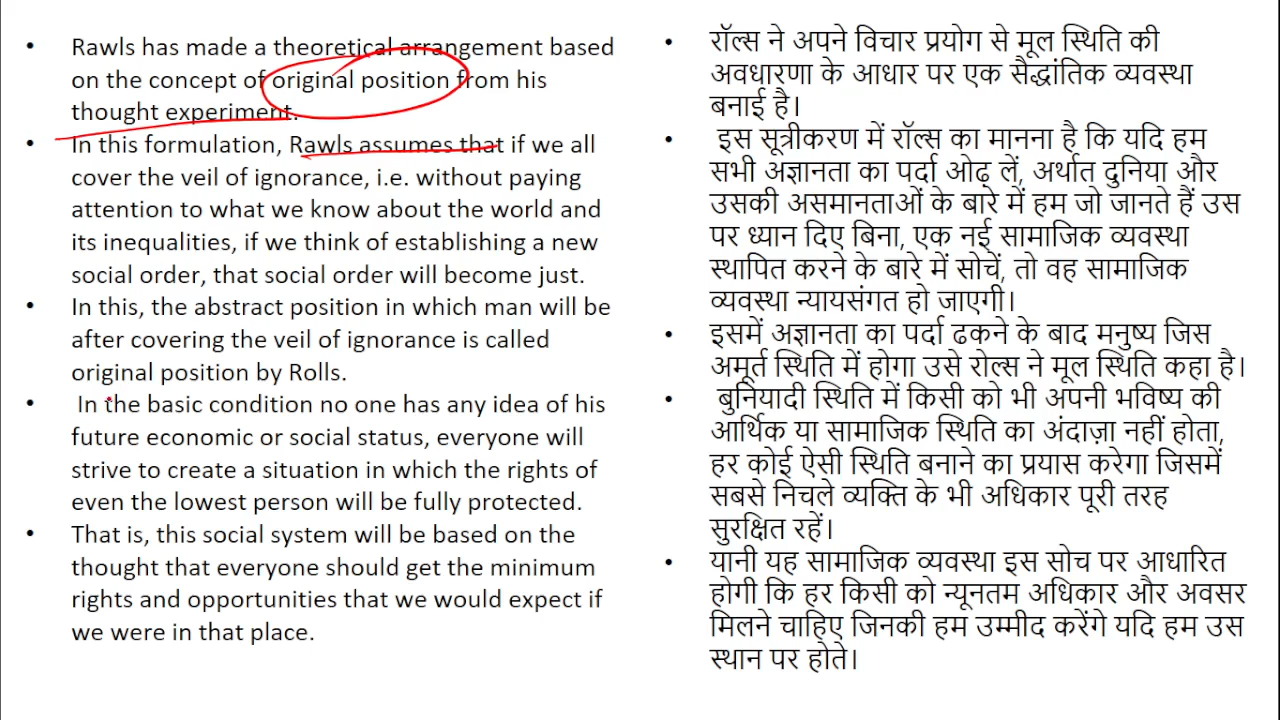 • Rawls has made a theoretical arrangement based
on the concept of original position from his
thought experiment.
• In this formulation, Rawls assumes that if we all
cover the veil of ignorance, i.e. without paying
attention to what we know about the world and
its inequalities, if we think of establishing a new
social order, that social order will become just.
• In this, the abstract position in which man will be
after covering the veil of ignorance is called
original position by Rolls.
• In the basic condition no one has any idea of his
future economic or social status, everyone will
strive to create a situation in which the rights of
even the lowest person will be fully protected.
• That is, this social system will be based on the
thought that everyone should get the minimum
rights and opportunities that we would expect if
we were in that place.
• रॉल्स ने अपने विचार प्रयोग से मूल स्थिति की
अवधारणा के आधार पर एक सैद्धांतिक व्यवस्था
बनाई है।
• इस सूत्रीकरण में रॉल्स का मानना है कि यदि हम
सभी अज्ञानता का पर्दा ओढ़ लें, अर्थात दुनिया और
उसकी असमानताओं के बारे में हम जो जानते हैं उस
पर ध्यान दिए बिना, एक नई सामाजिक व्यवस्था
स्थापित करने के बारे में सोचें, तो वह सामाजिक
व्यवस्था न्यायसंगत हो जाएगी।
• इसमें अज्ञानता का पर्दा ढकने के बाद मनुष्य जिस
अमूर्त स्थिति में होगा उसे रोल्स ने मूल स्थिति कहा है।
• बुनियादी स्थिति में किसी को भी अपनी भविष्य की
आर्थिक या सामाजिक स्थिति का अंदाज़ा नहीं होता,
हर कोई ऐसी स्थिति बनाने का प्रयास करेगा जिसमें
सबसे निचले व्यक्ति के भी अधिकार पूरी तरह
सुरक्षित रहें।
• यानी यह सामाजिक व्यवस्था इस सोच पर आधारित
होगी कि हर किसी को न्यूनतम अधिकार और अवसर
मिलने चाहिए जिनकी हम उम्मीद करेंगे यदि हम उस
स्थान पर होते।